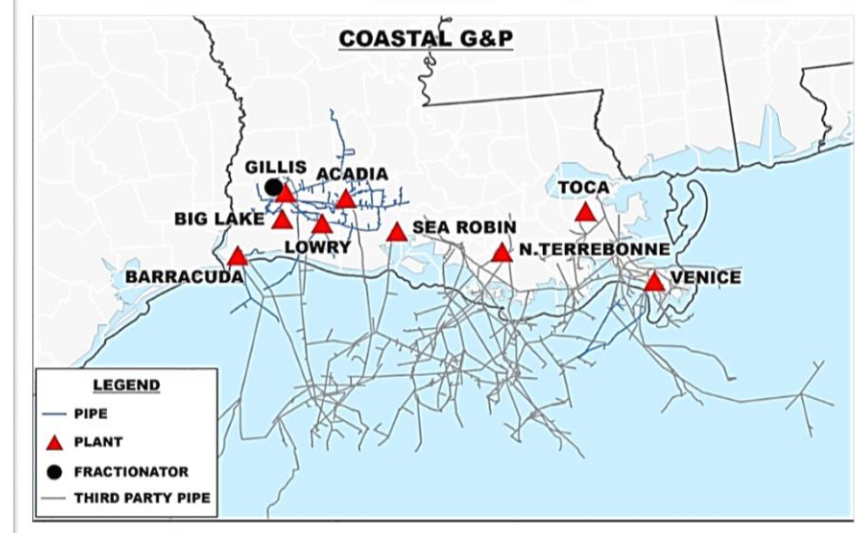 COASTAL G&P
GILLIS
ACADIA
TOCA
BIG LAKE
SEA ROBIN
LOWRY
N.TERREBONNE
BARRACUDA
VENICE
LEGEND
PIPE
PLANT
FRACTIONATOR
THIRD PARTY PIPE